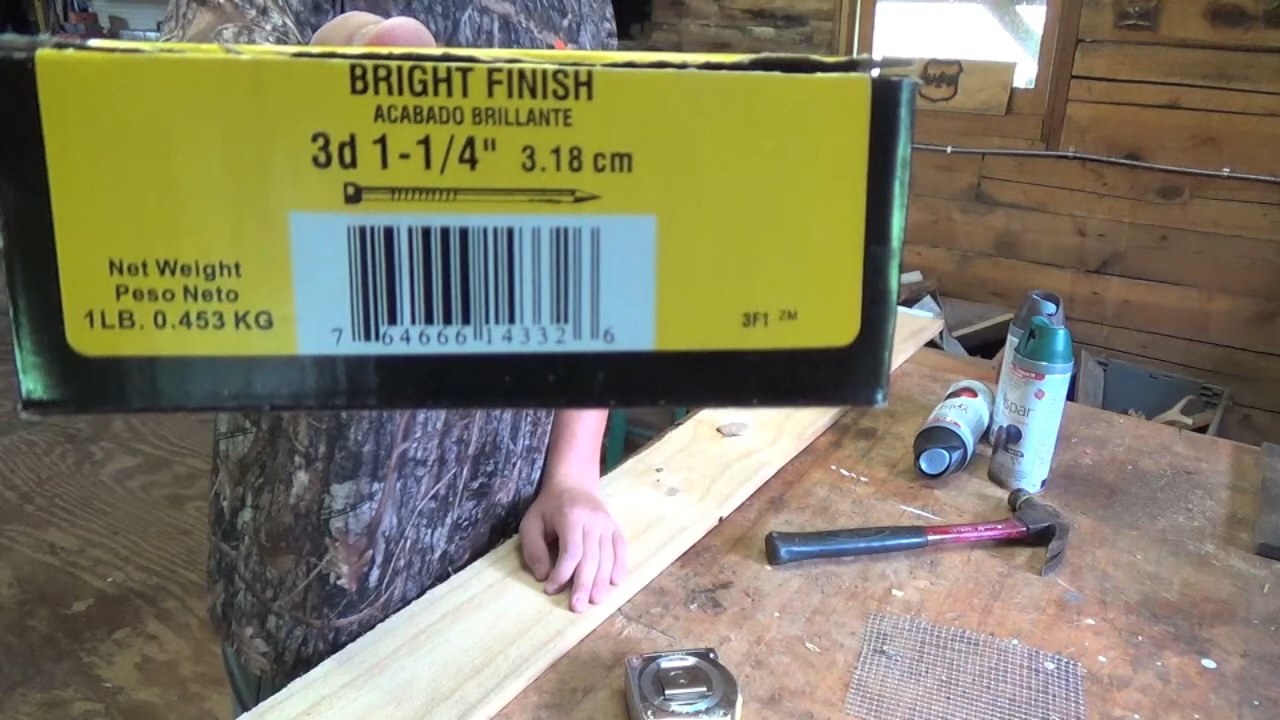 BRIGHT FINISH
ACABADO BRILLANTE
3d 1-1/4" 3.18 cm
Net Weight
Peso Neto
1LB. 0.453 KG
7 64666 14332 6
3F1 ZM
spar